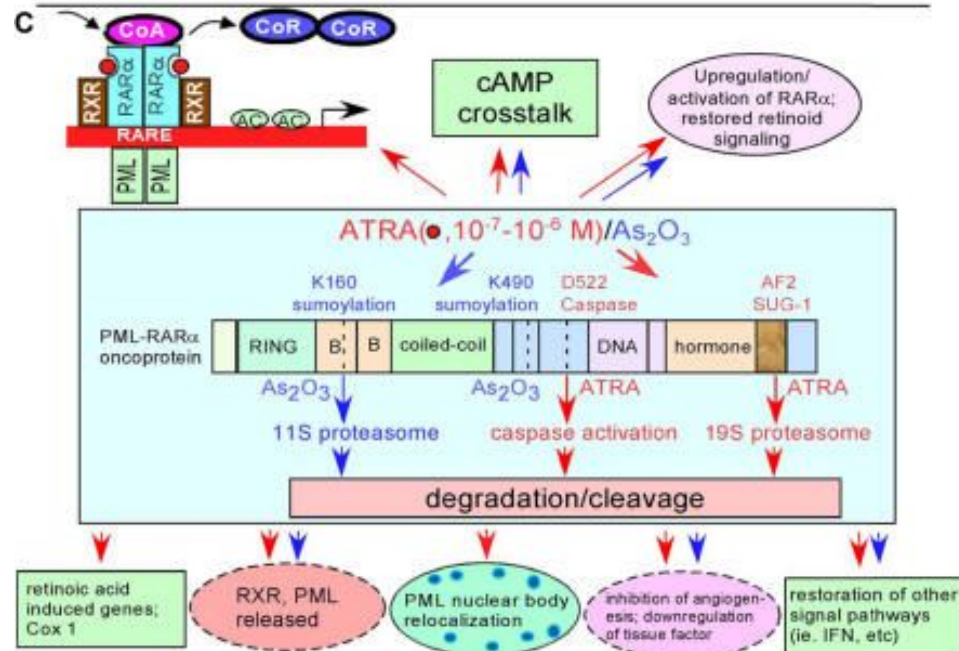 C
CoA
CoR CoR
RXR
RARα
RARα
RXR
AC AC
RARE
PML PML
cAMP
crosstalk
Upregulation/
activation of RARα;
restored retinoid
signaling
ATRA(●,10⁻⁷-10⁻⁶ M)/As₂O₃
K160
sumoylation
K490
sumoylation
D522
Caspase
AF2
SUG-1
PML-RARα
oncoprotein
RING B B coiled-coil DNA hormone
As₂O₃ As₂O₃ ATRA ATRA
11S proteasome caspase activation 19S proteasome
degradation/cleavage
retinoic acid
induced genes;
Cox 1
RXR, PML
released
PML nuclear body
relocalization
inhibition of angiogen-
esis; downregulation
of tissue factor
restoration of other
signal pathways
(ie. IFN, etc)